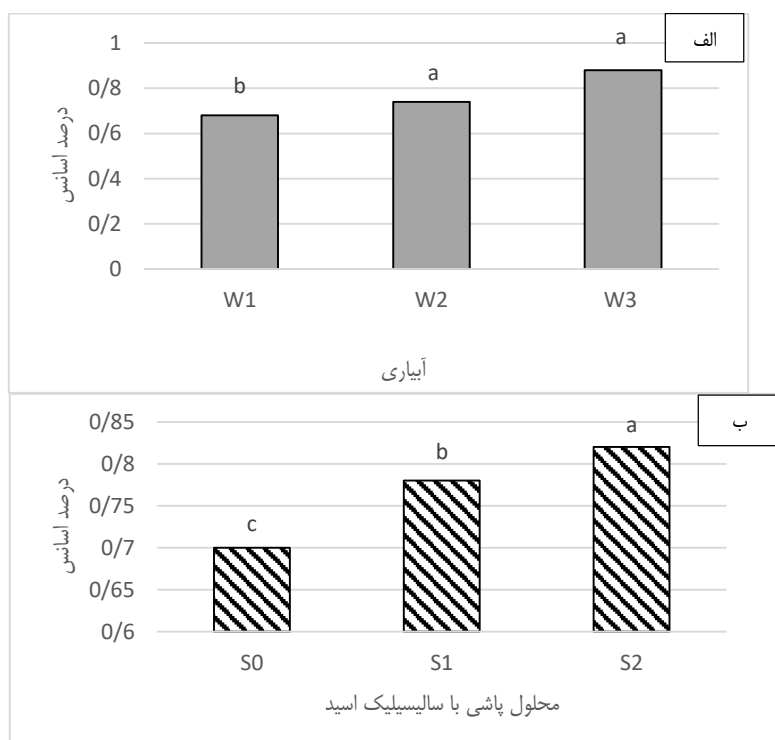 الف
1
0/8
0/6
0/4
0/2
0
درصد اسانس
b
a
a
W1 W2 W3
آبیاری
ب
0/85
0/8
0/75
0/7
0/65
0/6
درصد اسانس
c
b
a
S0 S1 S2
محلول پاشی با سالیسیلیک اسید